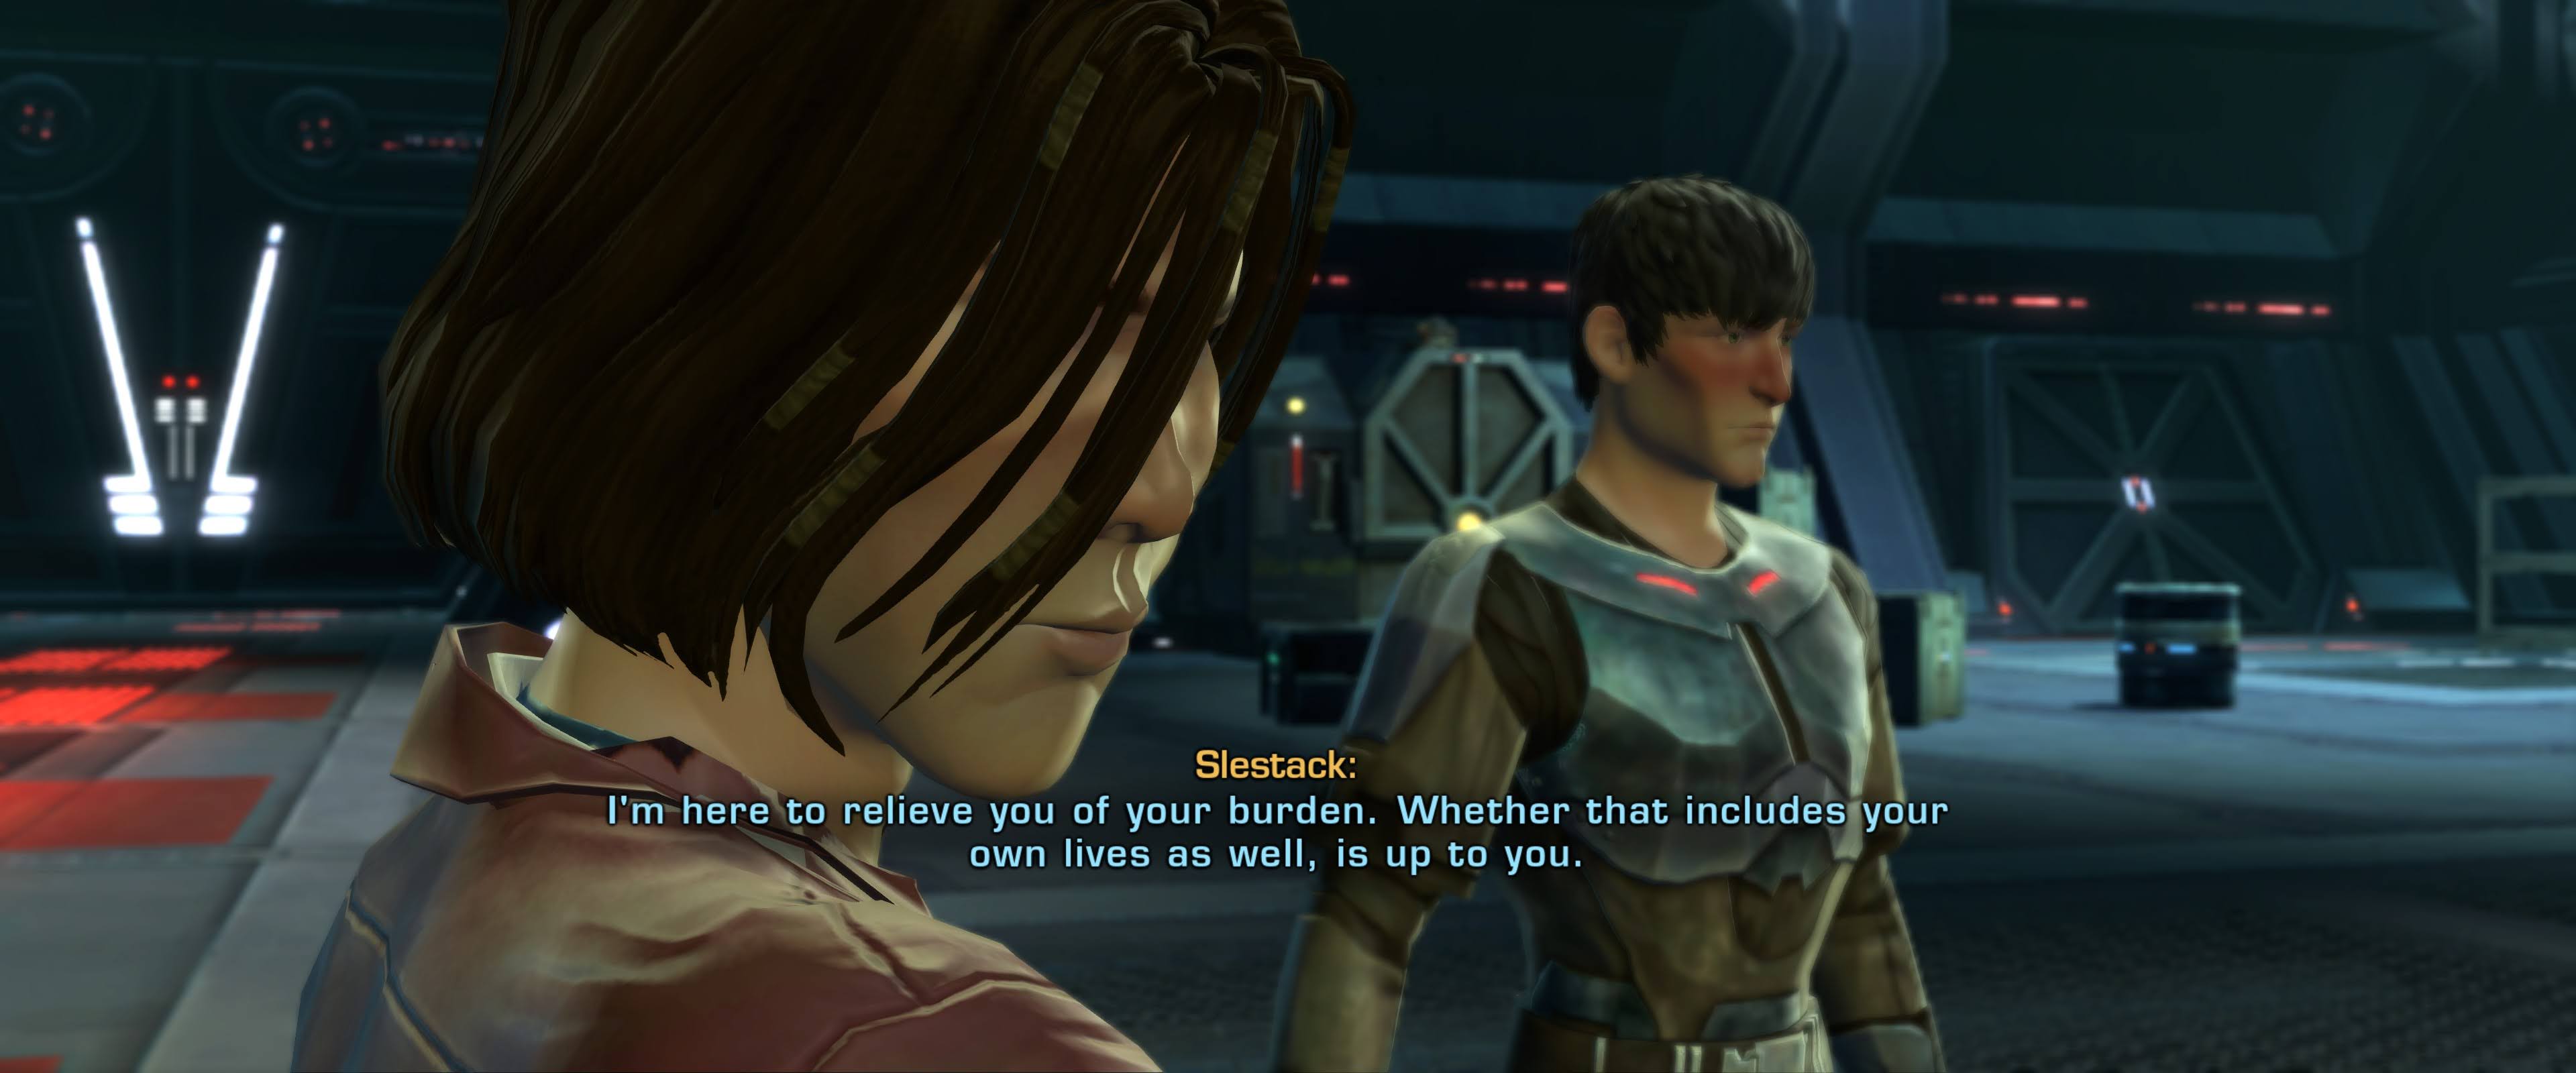 Slestack:
I'm here to relieve you of your burden. Whether that includes your
own lives as well, is up to you.